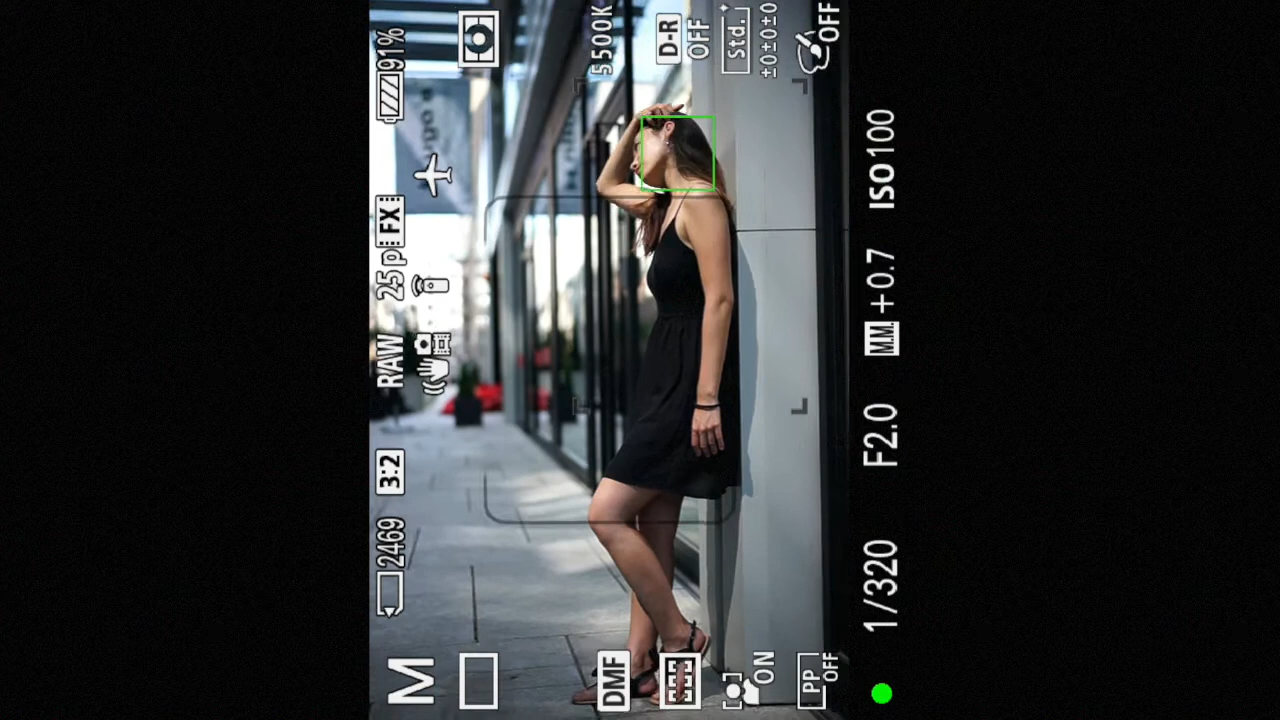 M 2469 3:2 RAW 25p FX 91%
DMF 5500K
D-R
OFF
ON Std.
±0±0±0
PP
OFF OFF
1/320 F2.0 M.M. +0.7 ISO100